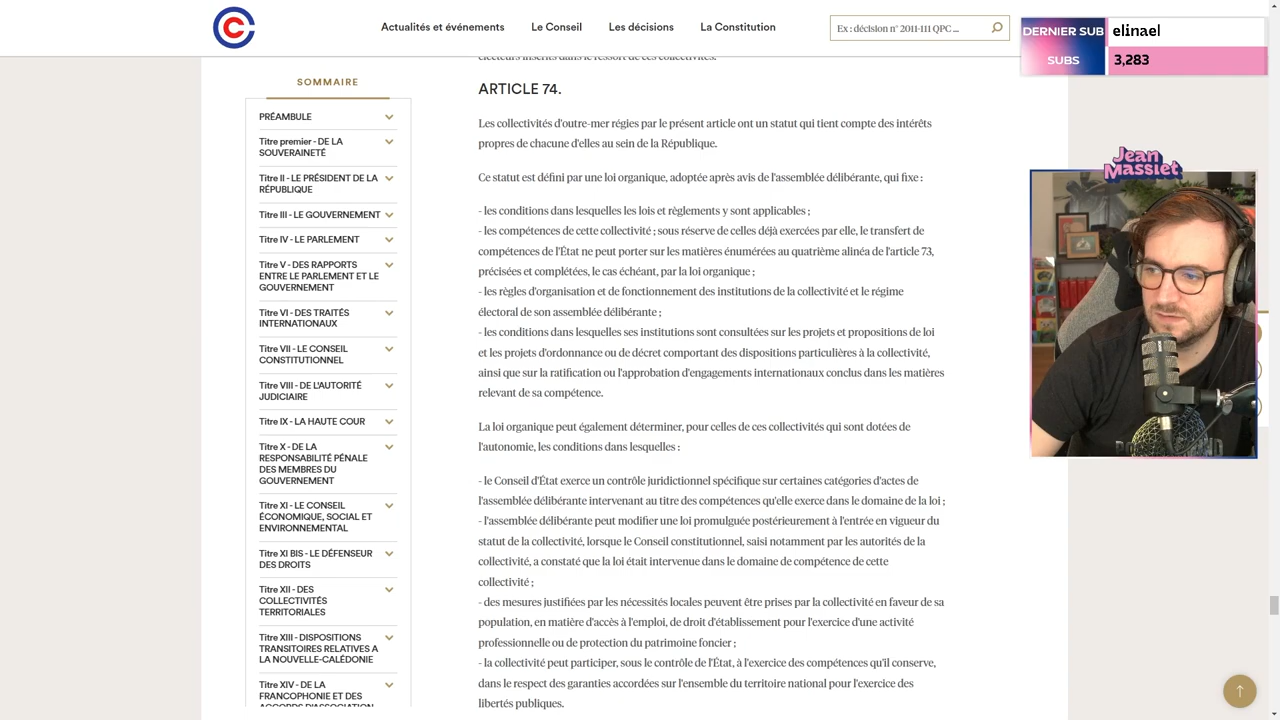 Actualités et événements
Le Conseil
Les décisions
La Constitution
Ex : décision n° 2011-111 QPC ...
DERNIER SUB
elinael
SUBS
3,283
Jean
Massiet
SOMMAIRE
PRÉAMBULE
Titre premier - DE LA
SOUVERAINETÉ
Titre II - LE PRÉSIDENT DE LA
RÉPUBLIQUE
Titre III - LE GOUVERNEMENT
Titre IV - LE PARLEMENT
Titre V - DES RAPPORTS
ENTRE LE PARLEMENT ET LE
GOUVERNEMENT
Titre VI - DES TRAITÉS
INTERNATIONAUX
Titre VII - LE CONSEIL
CONSTITUTIONNEL
Titre VIII - DE L'AUTORITÉ
JUDICIAIRE
Titre IX - LA HAUTE COUR
Titre X - DE LA
RESPONSABILITÉ PÉNALE
DES MEMBRES DU
GOUVERNEMENT
Titre XI - LE CONSEIL
ÉCONOMIQUE, SOCIAL ET
ENVIRONNEMENTAL
Titre XI BIS - LE DÉFENSEUR
DES DROITS
Titre XII - DES
COLLECTIVITÉS
TERRITORIALES
Titre XIII - DISPOSITIONS
TRANSITOIRES RELATIVES A
LA NOUVELLE-CALÉDONIE
Titre XIV - DE LA
FRANCOPHONIE ET DES
ACCORDS D'ASSOCIATION
électeurs inscrits dans le ressort de ces collectivités.
ARTICLE 74.
Les collectivités d'outre-mer régies par le présent article ont un statut qui tient compte des intérêts
propres de chacune d'elles au sein de la République.
Ce statut est défini par une loi organique, adoptée après avis de l'assemblée délibérante, qui fixe :
- les conditions dans lesquelles les lois et règlements y sont applicables ;
- les compétences de cette collectivité ; sous réserve de celles déjà exercées par elle, le transfert de
compétences de l'État ne peut porter sur les matières énumérées au quatrième alinéa de l'article 73,
précisées et complétées, le cas échéant, par la loi organique ;
- les règles d'organisation et de fonctionnement des institutions de la collectivité et le régime
électoral de son assemblée délibérante ;
- les conditions dans lesquelles ses institutions sont consultées sur les projets et propositions de loi
et les projets d'ordonnance ou de décret comportant des dispositions particulières à la collectivité,
ainsi que sur la ratification ou l'approbation d'engagements internationaux conclus dans les matières
relevant de sa compétence.
La loi organique peut également déterminer, pour celles de ces collectivités qui sont dotées de
l'autonomie, les conditions dans lesquelles :
- le Conseil d'État exerce un contrôle juridictionnel spécifique sur certaines catégories d'actes de
l'assemblée délibérante intervenant au titre des compétences qu'elle exerce dans le domaine de la loi ;
- l'assemblée délibérante peut modifier une loi promulguée postérieurement à l'entrée en vigueur du
statut de la collectivité, lorsque le Conseil constitutionnel, saisi notamment par les autorités de la
collectivité, a constaté que la loi était intervenue dans le domaine de compétence de cette
collectivité ;
- des mesures justifiées par les nécessités locales peuvent être prises par la collectivité en faveur de sa
population, en matière d'accès à l'emploi, de droit d'établissement pour l'exercice d'une activité
professionnelle ou de protection du patrimoine foncier ;
- la collectivité peut participer, sous le contrôle de l'État, à l'exercice des compétences qu'il conserve,
dans le respect des garanties accordées sur l'ensemble du territoire national pour l'exercice des
libertés publiques.